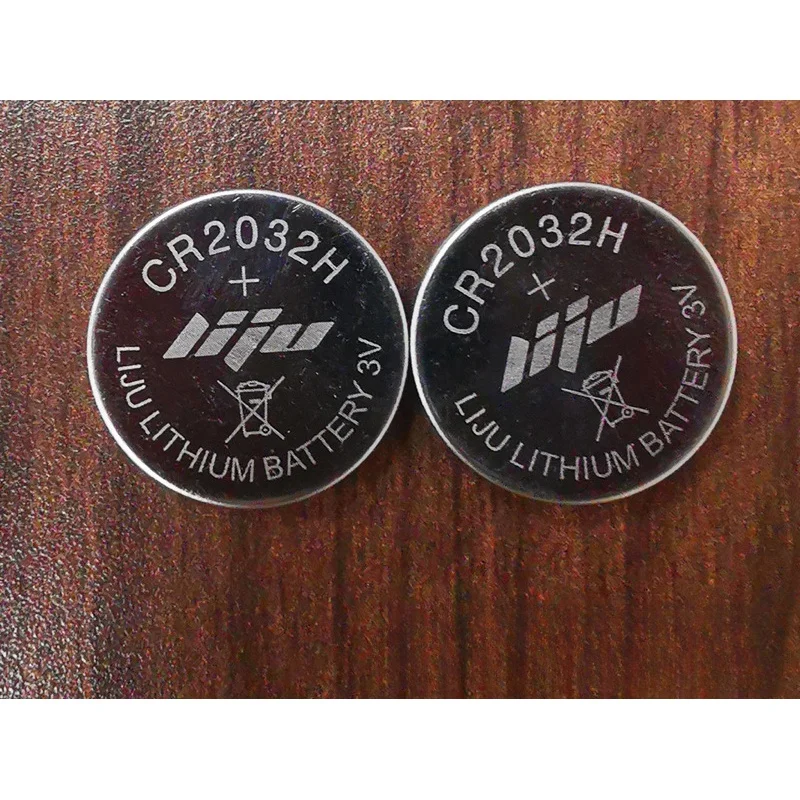 CR2032H
+
liju
LIJU LITHIUM BATTERY 3V
CR2032H
+
liju
LIJU LITHIUM BATTERY 3V